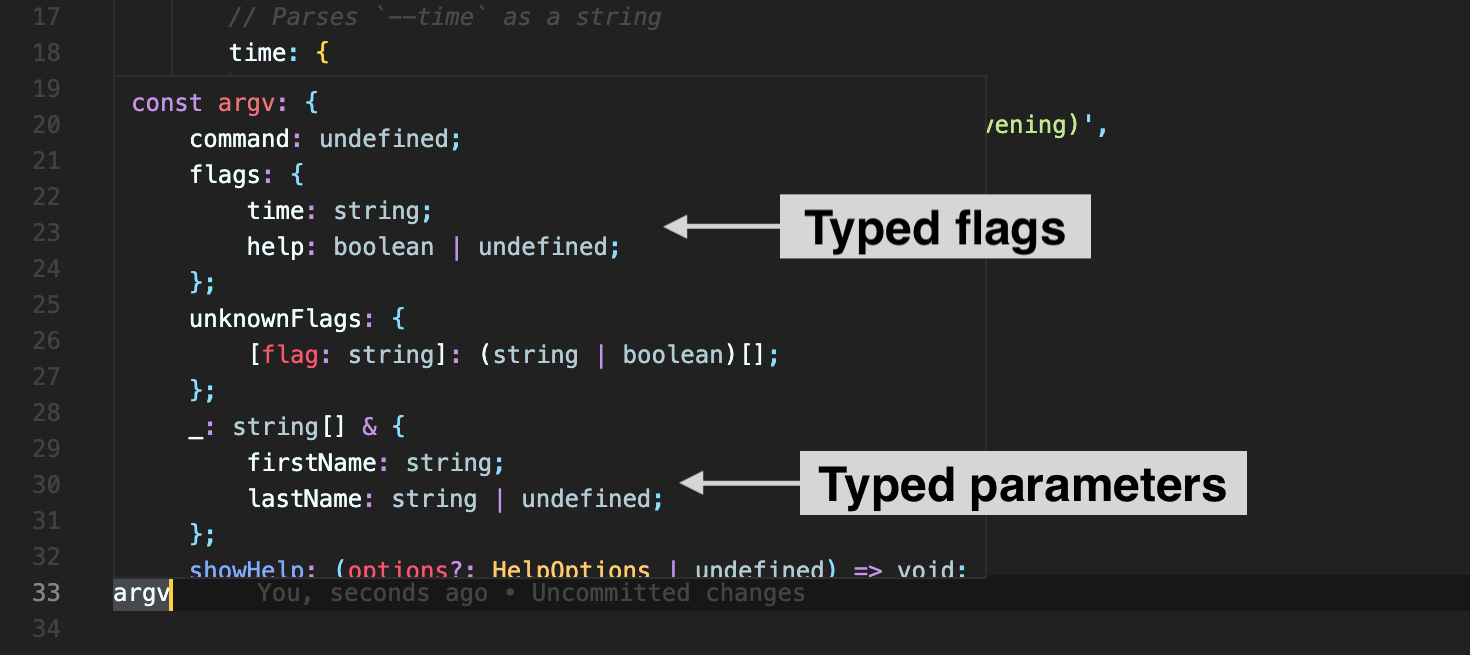 17 // Parses `--time` as a string
18 time: {
19
const argv: {
20 vening)',
command: undefined;
21
flags: {
22
time: string;
23 Typed flags
help: boolean | undefined;
24
};
25
unknownFlags: {
26
[flag: string]: (string | boolean)[];
27
};
28
_: string[] & {
29
firstName: string;
30 Typed parameters
lastName: string | undefined;
31
};
32
showHelp: (options?: HelpOptions | undefined) => void;
33 argv You, seconds ago • Uncommitted changes
34